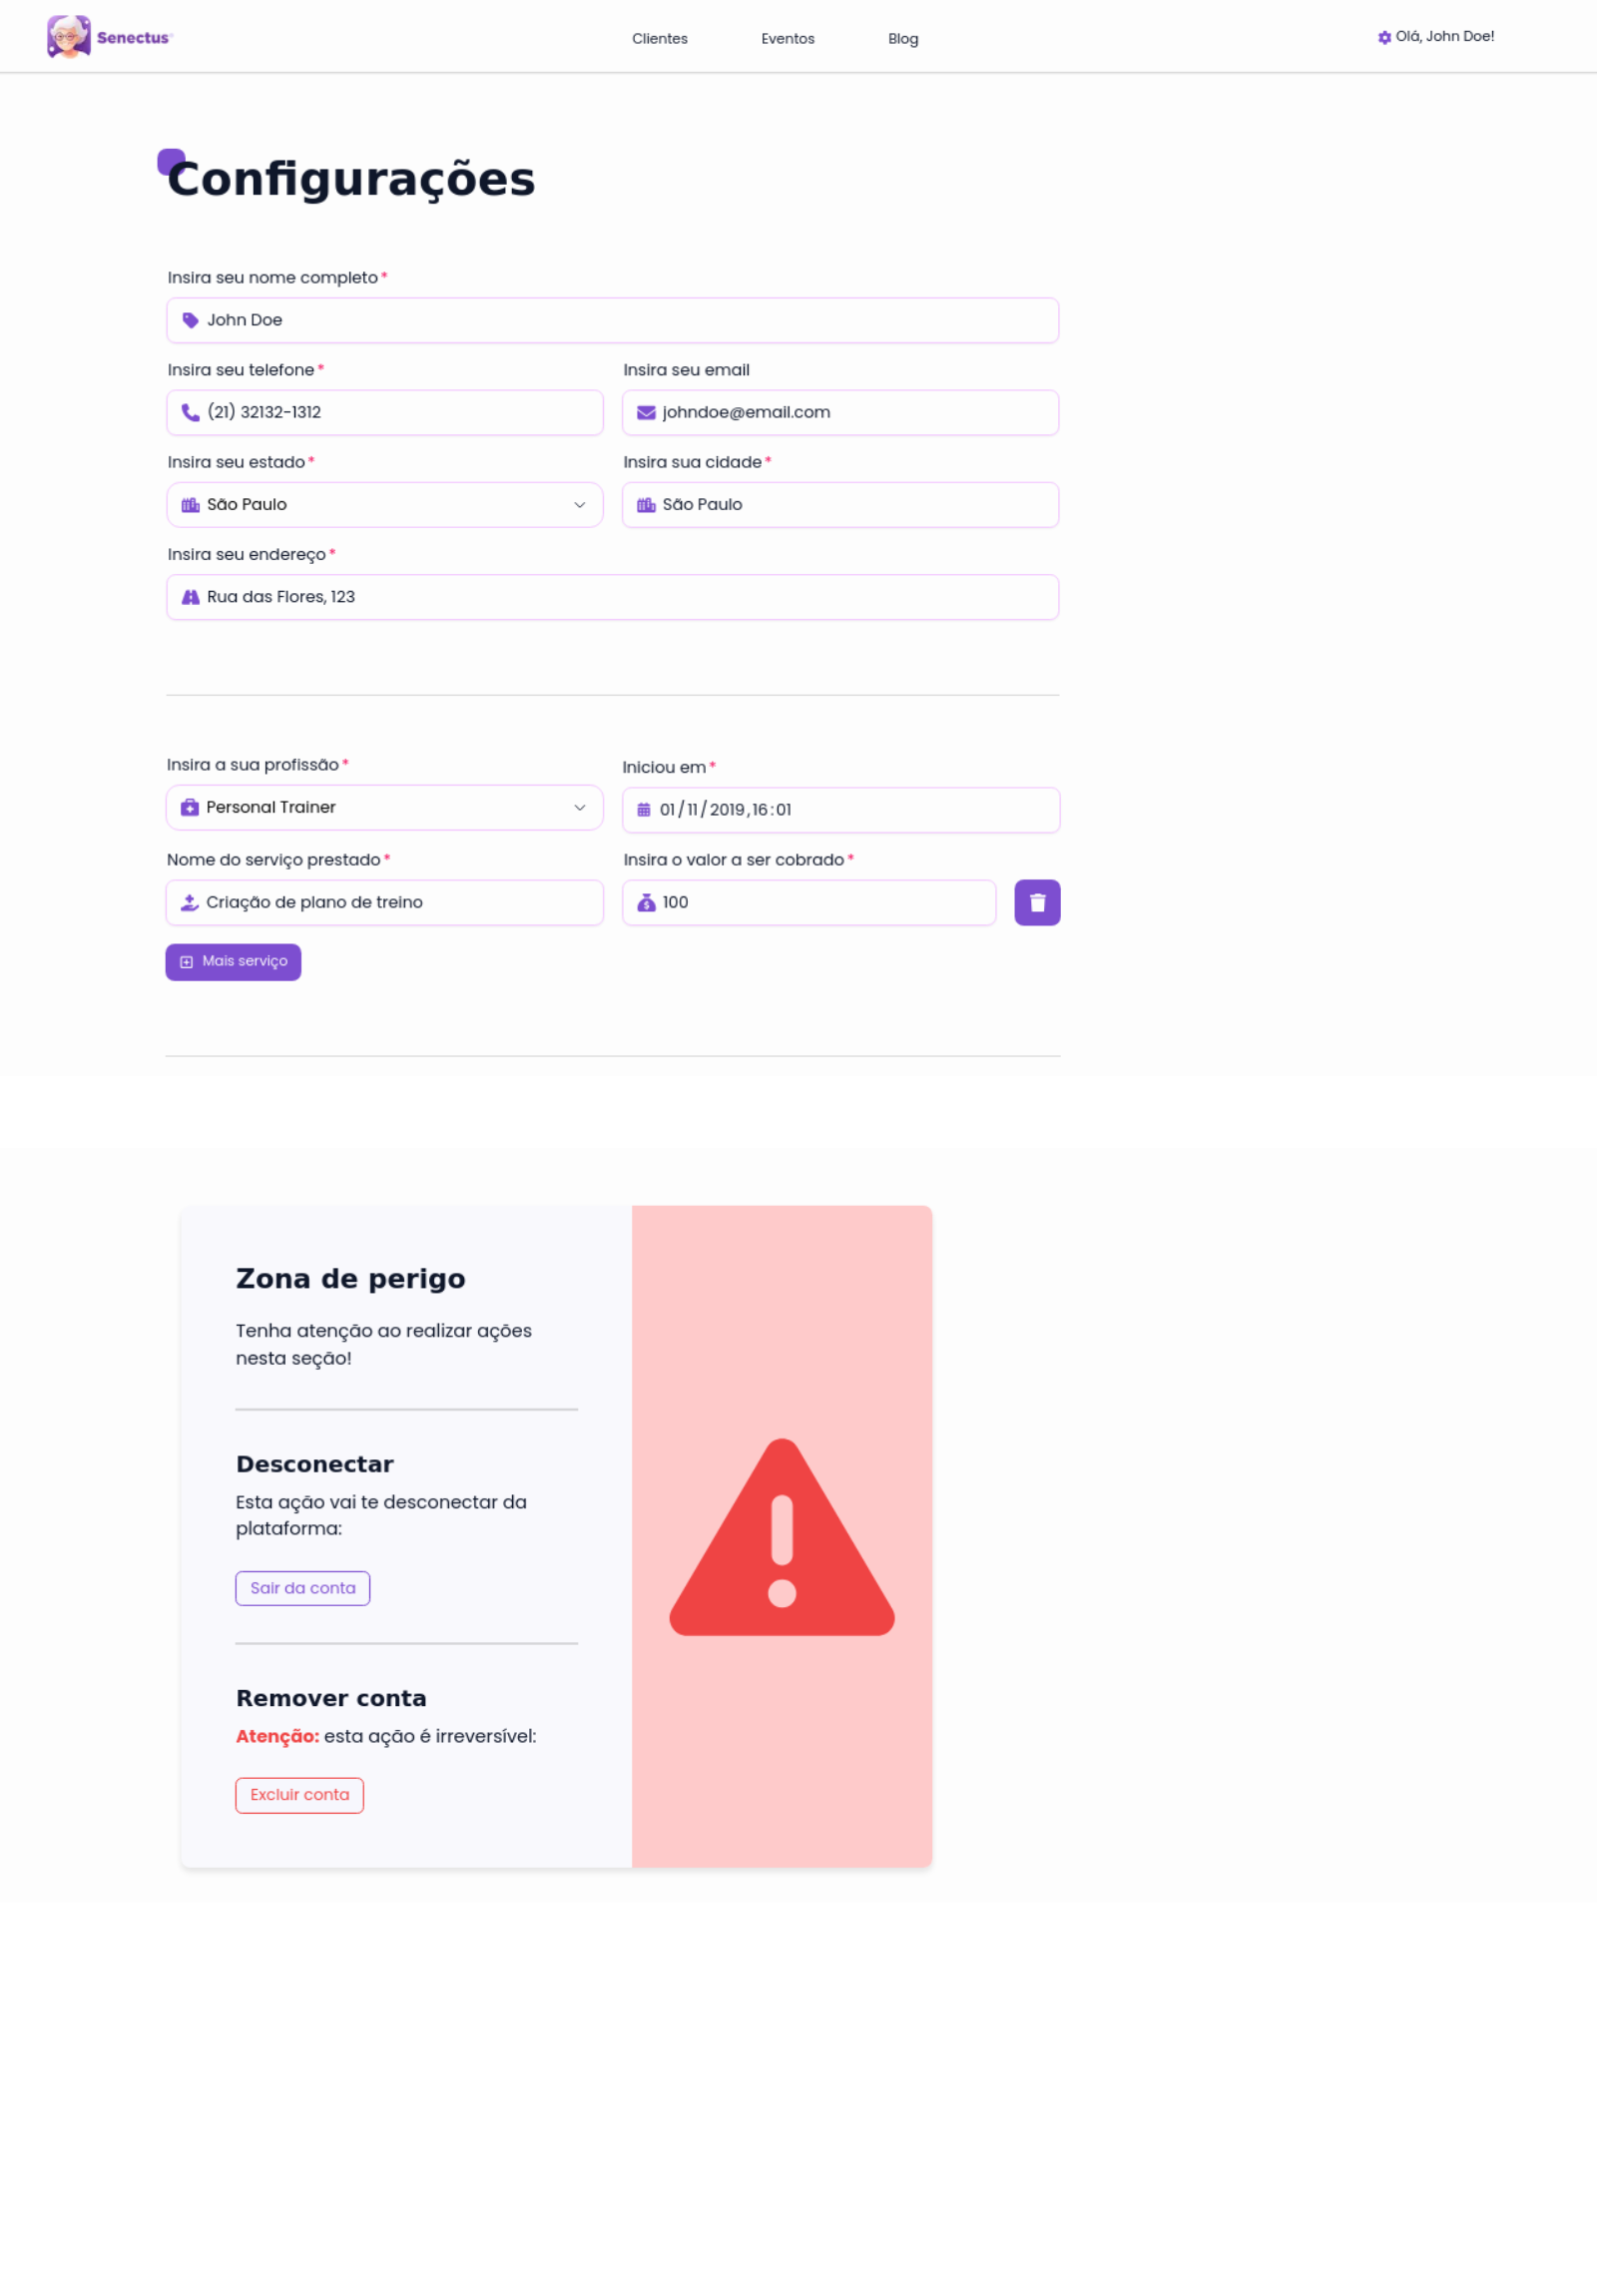 Senectus
Clientes
Eventos
Blog
Olá, John Doe!
Configurações
Insira seu nome completo*
John Doe
Insira seu telefone*
Insira seu email
(21) 32132-1312
johndoe@email.com
Insira seu estado*
Insira sua cidade*
São Paulo
São Paulo
Insira seu endereço*
Rua das Flores, 123
Insira a sua profissão*
Iniciou em*
Personal Trainer
01/11/2019,16:01
Nome do serviço prestado*
Insira o valor a ser cobrado*
Criação de plano de treino
100
Mais serviço
Zona de perigo
Tenha atenção ao realizar ações
nesta seção!
Desconectar
Esta ação vai te desconectar da
plataforma:
Sair da conta
Remover conta
Atenção: esta ação é irreversível:
Excluir conta